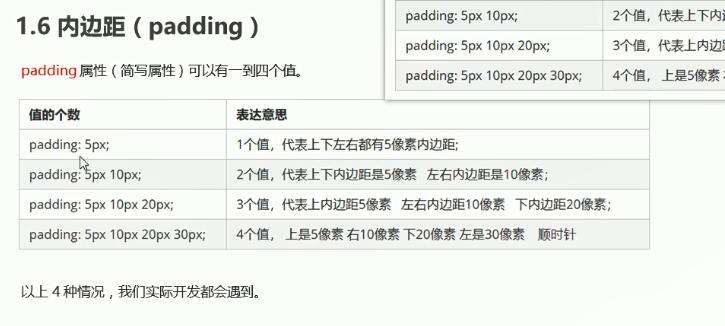 1.6 内边距（padding）
padding 属性（简写属性）可以有一到四个值。
值的个数 表达意思
padding: 5px; 1个值，代表上下左右都有5像素内边距;
padding: 5px 10px; 2个值，代表上下内边距是5像素 左右内边距是10像素；
padding: 5px 10px 20px; 3个值，代表上内边距5像素 左右内边距10像素 下内边距20像素；
padding: 5px 10px 20px 30px; 4个值， 上是5像素 右10像素 下20像素 左是30像素 顺时针
以上 4 种情况，我们实际开发都会遇到。
padding: 5px 10px; 2个值，代表上下内
padding: 5px 10px 20px; 3个值，代表上内边
padding: 5px 10px 20px 30px; 4个值， 上是5像素